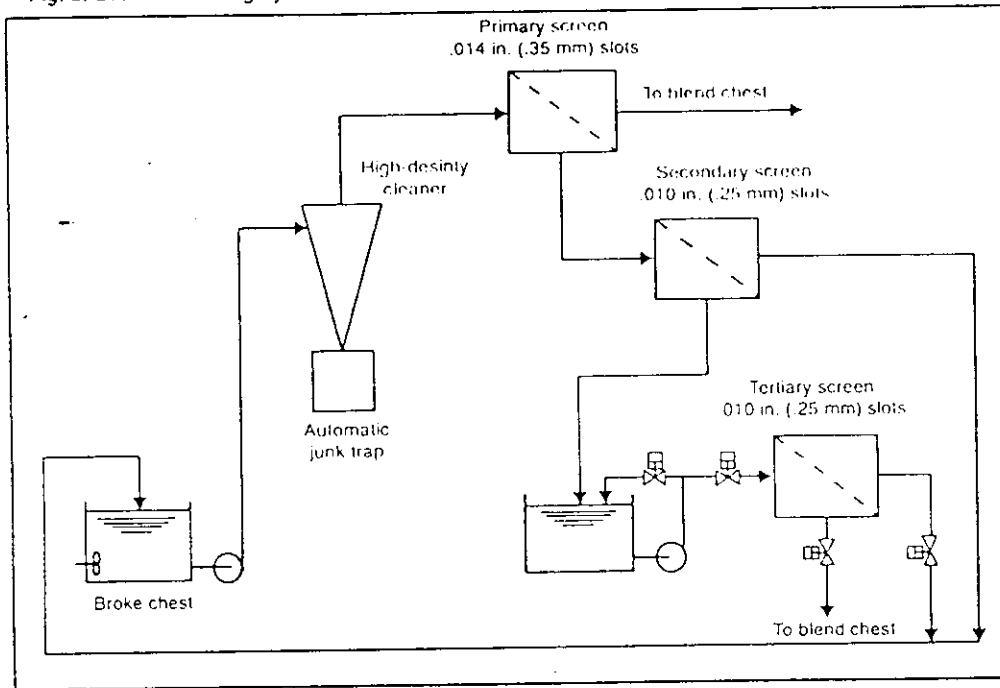 Primary screen
.014 in. (.35 mm) slots
To blend chest
High-desinty
cleaner
Secondary screen
.010 in. (.25 mm) slots
Automatic
junk trap
Tertiary screen
010 in. (.25 mm) slots
Broke chest
To blend chest